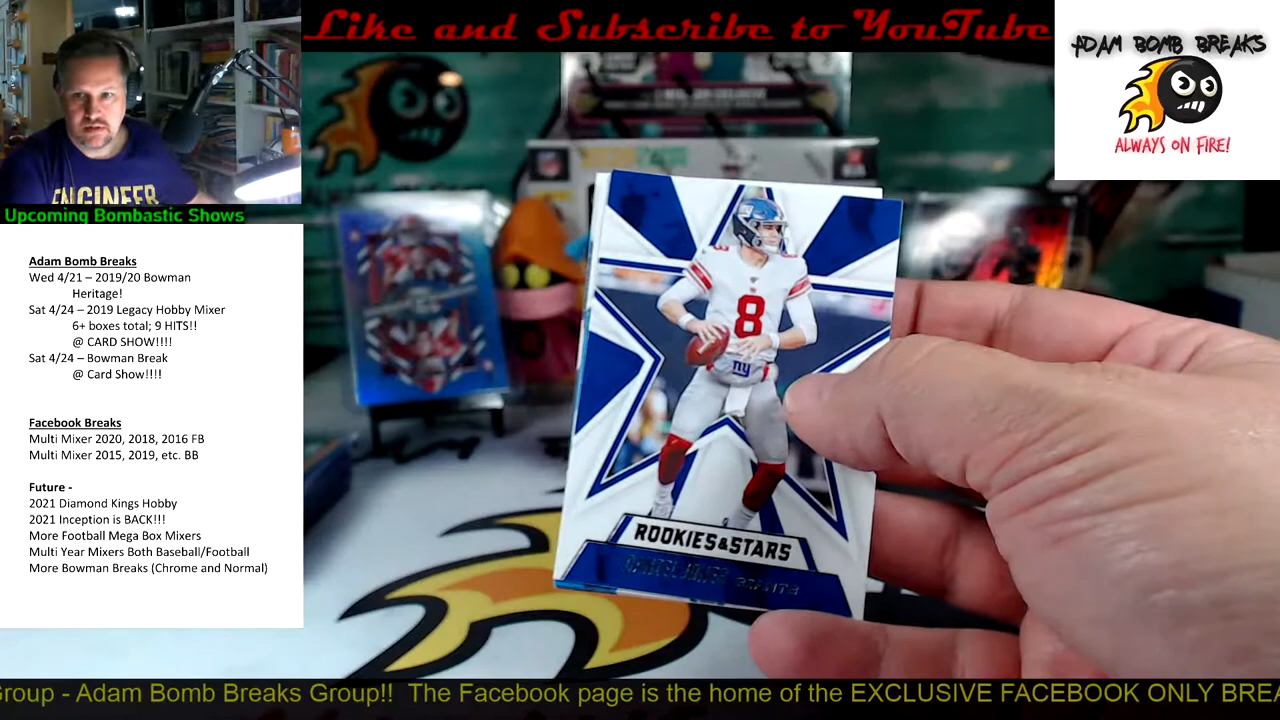 Like and Subscribe to YouTube
ADAM BOMB BREAKS
ALWAYS ON FIRE!
ENGINEER
Upcoming Bombastic Shows
Adam Bomb Breaks
Wed 4/21 – 2019/20 Bowman
Heritage!
Sat 4/24 – 2019 Legacy Hobby Mixer
6+ boxes total; 9 HITS!!
@ CARD SHOW!!!!
Sat 4/24 – Bowman Break
@ Card Show!!!!
Facebook Breaks
Multi Mixer 2020, 2018, 2016 FB
Multi Mixer 2015, 2019, etc. BB
Future -
2021 Diamond Kings Hobby
2021 Inception is BACK!!!
More Football Mega Box Mixers
Multi Year Mixers Both Baseball/Football
More Bowman Breaks (Chrome and Normal)
8
8
ny
ROOKIES&STARS
DANIEL JONES GIANTS
Group - Adam Bomb Breaks Group!! The Facebook page is the home of the EXCLUSIVE FACEBOOK ONLY BREA